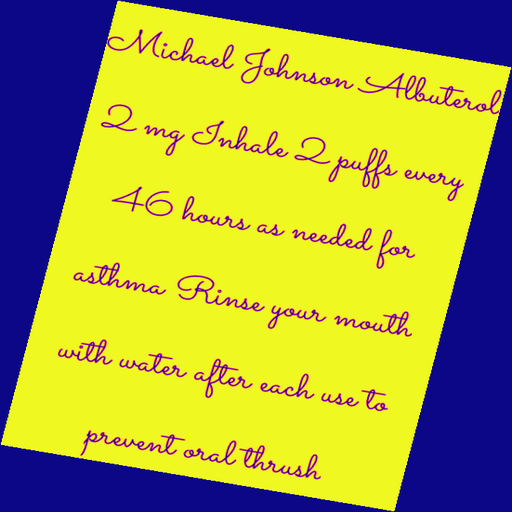 Michael Johnson Albuterol
2 mg Inhale 2 puffs every
46 hours as needed for
asthma Rinse your mouth
with water after each use to
prevent oral thrush